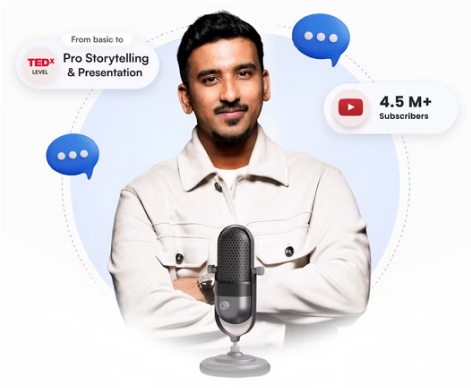 From basic to
TEDx
LEVEL
Pro Storytelling
& Presentation
4.5 M+
Subscribers